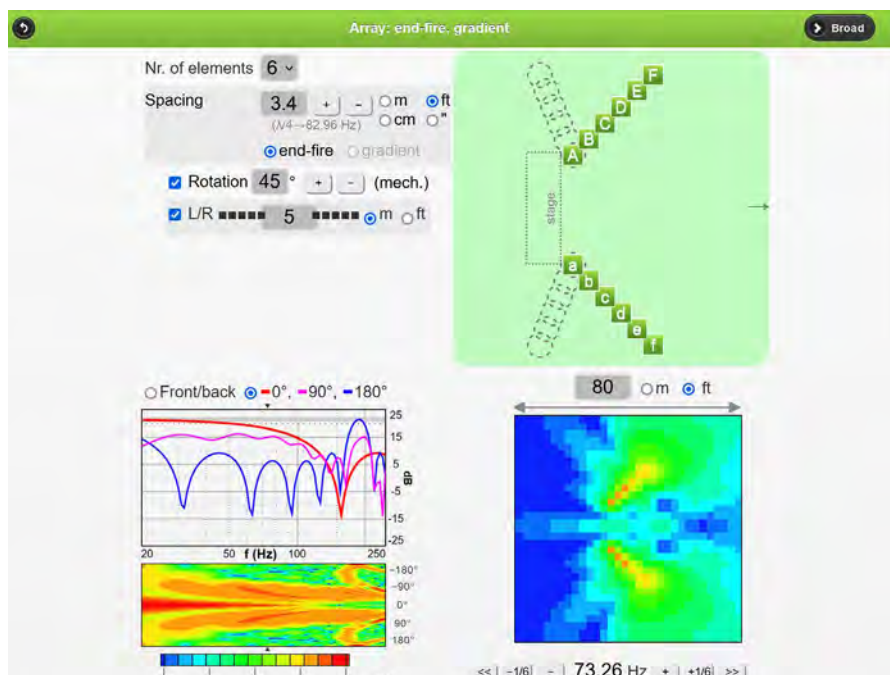 Array: end-fire, gradient
Broad
Nr. of elements 6
Spacing 3.4 + - m ft
(λ/4→82.96 Hz) cm "
end-fire gradient
Rotation 45 ° + - (mech.)
L/R 5 m ft
F
E
D
C
B
A
stage
a
b
c
d
e
f
Front/back 0°, 90°, 180°
25
15
5
-5
-15
-25
dB
20 50 f (Hz) 100 250
-180°
-90°
0°
90°
180°
80 m ft
<< -1/6 - 73.26 Hz + +1/6 >>